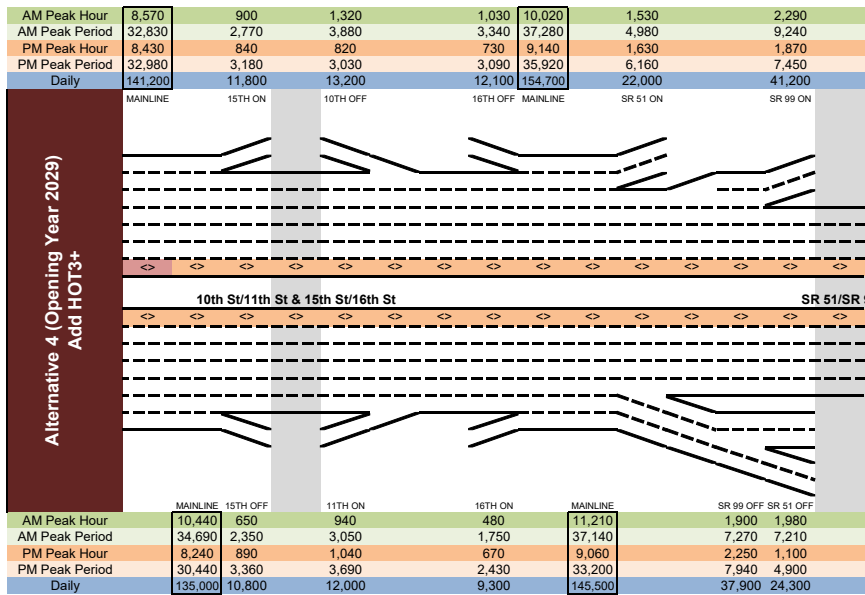 AM Peak Hour 8,570 900 1,320 1,030 10,020 1,530 2,290
AM Peak Period 32,830 2,770 3,880 3,340 37,280 4,980 9,240
PM Peak Hour 8,430 840 820 730 9,140 1,630 1,870
PM Peak Period 32,980 3,180 3,030 3,090 35,920 6,160 7,450
Daily 141,200 11,800 13,200 12,100 154,700 22,000 41,200
MAINLINE 15TH ON 10TH OFF 16TH OFF MAINLINE SR 51 ON SR 99 ON
Alternative 4 (Opening Year 2029)
Add HOT3+
<> <> <> <> <> <> <> <> <> <> <> <> <> <> <>
10th St/11th St & 15th St/16th St SR 51/SR 9
<> <> <> <> <> <> <> <> <> <> <> <> <> <> <>
MAINLINE 15TH OFF 11TH ON 16TH ON MAINLINE SR 99 OFF SR 51 OFF
AM Peak Hour 10,440 650 940 480 11,210 1,900 1,980
AM Peak Period 34,690 2,350 3,050 1,750 37,140 7,270 7,210
PM Peak Hour 8,240 890 1,040 670 9,060 2,250 1,100
PM Peak Period 30,440 3,360 3,690 2,430 33,200 7,940 4,900
Daily 135,000 10,800 12,000 9,300 145,500 37,900 24,300